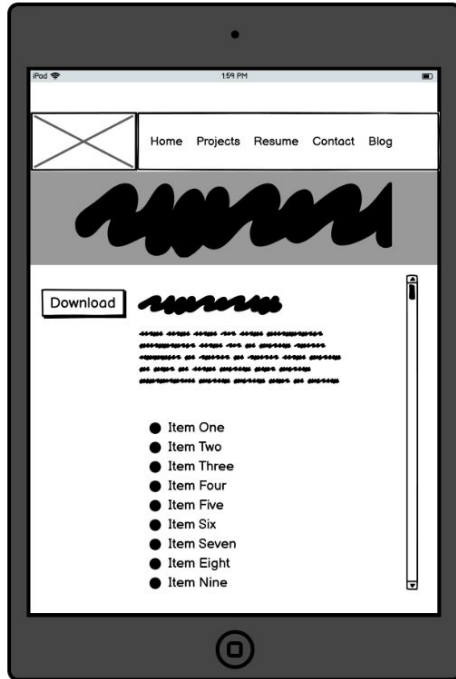 iPad 1:59 PM
Home Projects Resume Contact Blog
Download
Item One
Item Two
Item Three
Item Four
Item Five
Item Six
Item Seven
Item Eight
Item Nine